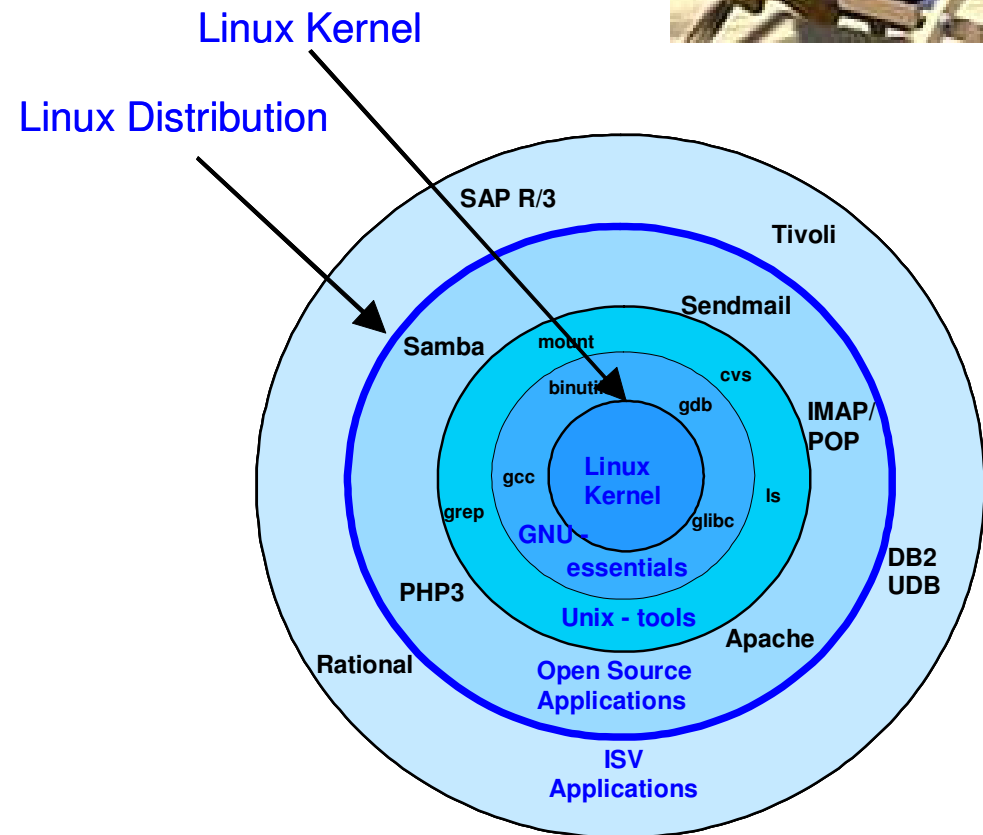 Linux Kernel
Linux Distribution
SAP R/3
Tivoli
Sendmail
Samba
mount
cvs
gdb
IMAP/
POP
Linux
Kernel
gcc
ls
grep
glibc
GNU -
essentials
DB2
UDB
PHP3
Unix - tools
Apache
Rational
Open Source
Applications
ISV
Applications